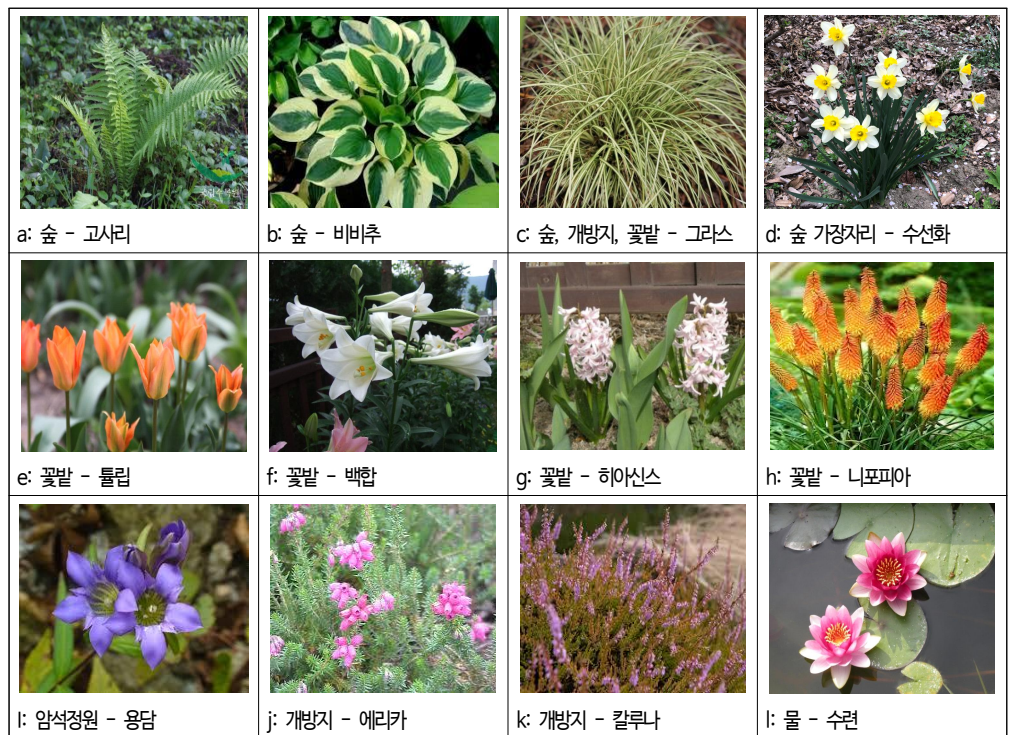 a: 숲 - 고사리
b: 숲 - 비비추
c: 숲, 개방지, 꽃밭 - 그라스
d: 숲 가장자리 - 수선화
e: 꽃밭 - 튤립
f: 꽃밭 - 백합
g: 꽃밭 - 히아신스
h: 꽃밭 - 니포피아
l: 암석정원 - 용담
j: 개방지 - 에리카
k: 개방지 - 칼루나
l: 물 - 수련